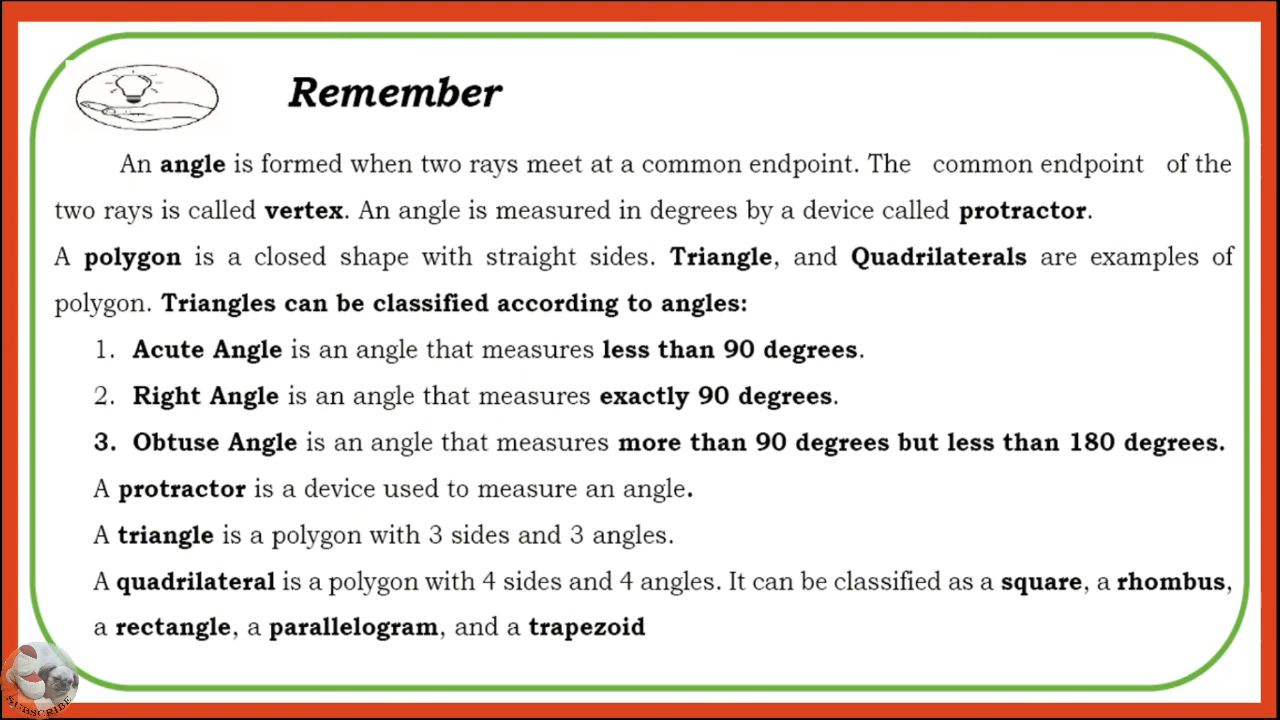 Remember
An angle is formed when two rays meet at a common endpoint. The common endpoint of the
two rays is called vertex. An angle is measured in degrees by a device called protractor.
A polygon is a closed shape with straight sides. Triangle, and Quadrilaterals are examples of
polygon. Triangles can be classified according to angles:
1. Acute Angle is an angle that measures less than 90 degrees.
2. Right Angle is an angle that measures exactly 90 degrees.
3. Obtuse Angle is an angle that measures more than 90 degrees but less than 180 degrees.
A protractor is a device used to measure an angle.
A triangle is a polygon with 3 sides and 3 angles.
A quadrilateral is a polygon with 4 sides and 4 angles. It can be classified as a square, a rhombus,
a rectangle, a parallelogram, and a trapezoid
SUBSCRIBE